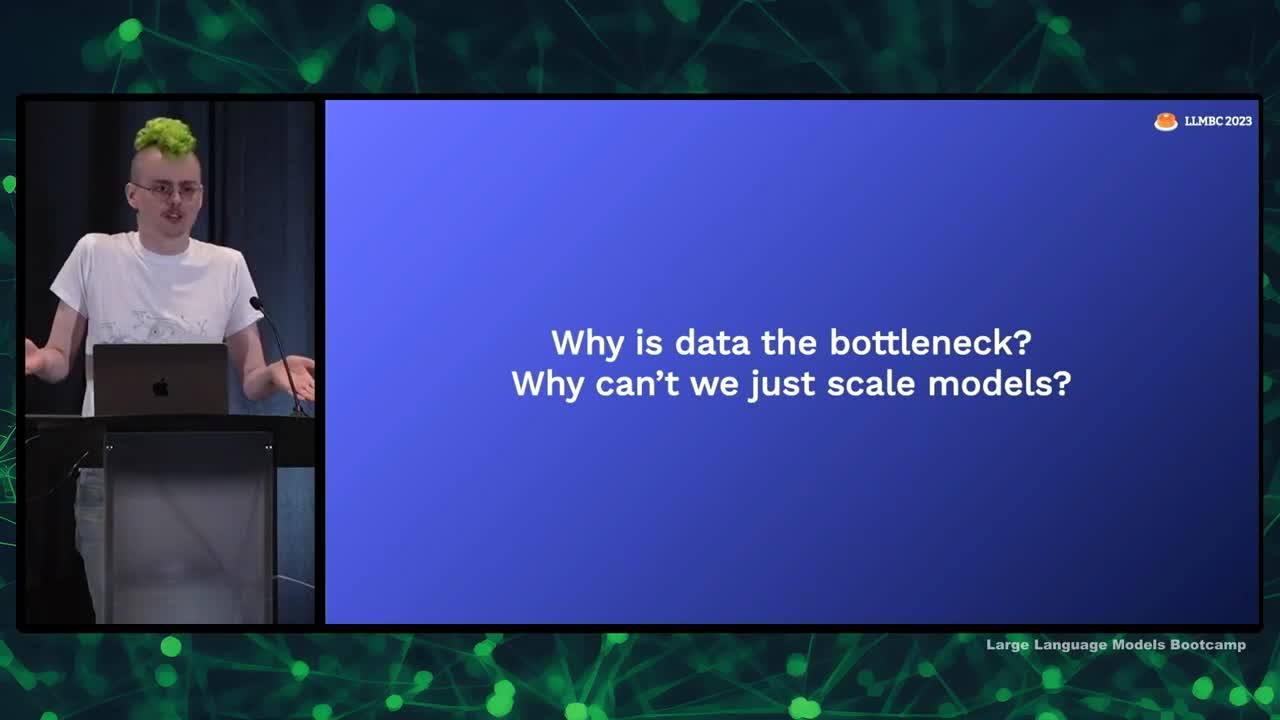 LLMBC 2023
Why is data the bottleneck?
Why can't we just scale models?
Large Language Models Bootcamp